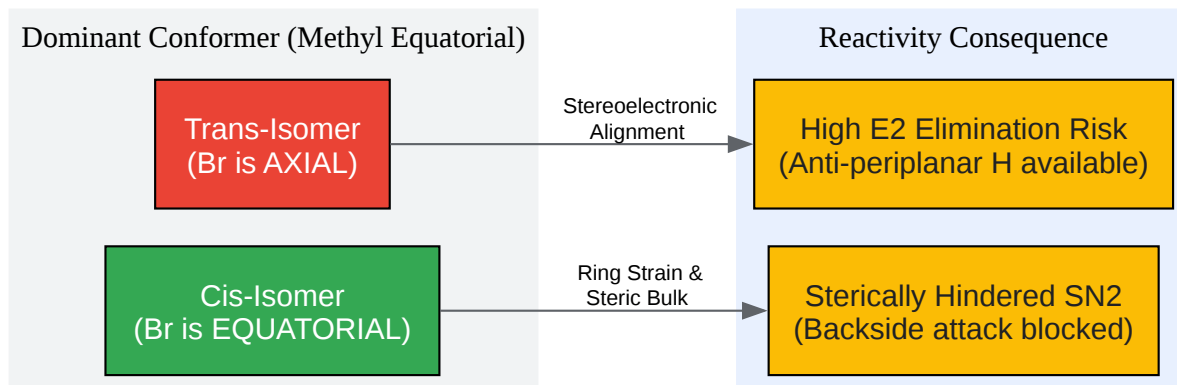 Dominant Conformer (Methyl Equatorial)
Reactivity Consequence
Trans-Isomer
(Br is AXIAL)
Stereoelectronic
Alignment
High E2 Elimination Risk
(Anti-periplanar H available)
Cis-Isomer
(Br is EQUATORIAL)
Ring Strain &
Steric Bulk
Sterically Hindered SN2
(Backside attack blocked)